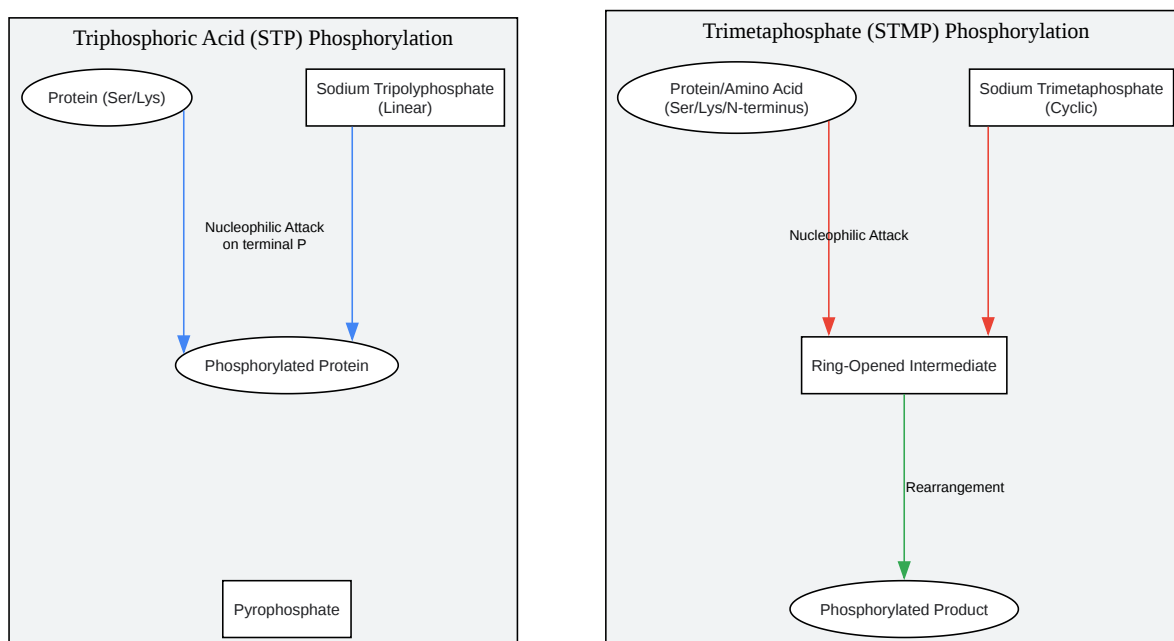 Triphosphoric Acid (STP) Phosphorylation
Protein (Ser/Lys)
Sodium Tripolyphosphate
(Linear)
Nucleophilic Attack
on terminal P
Phosphorylated Protein
Pyrophosphate
Trimetaphosphate (STMP) Phosphorylation
Protein/Amino Acid
(Ser/Lys/N-terminus)
Sodium Trimetaphosphate
(Cyclic)
Nucleophilic Attack
Ring-Opened Intermediate
Rearrangement
Phosphorylated Product